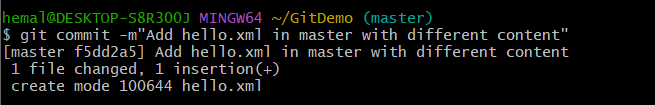 hemal@DESKTOP-S8R3O0J MINGW64 ~/GitDemo (master)
$ git commit -m"Add hello.xml in master with different content"
[master f5dd2a5] Add hello.xml in master with different content
 1 file changed, 1 insertion(+)
 create mode 100644 hello.xml